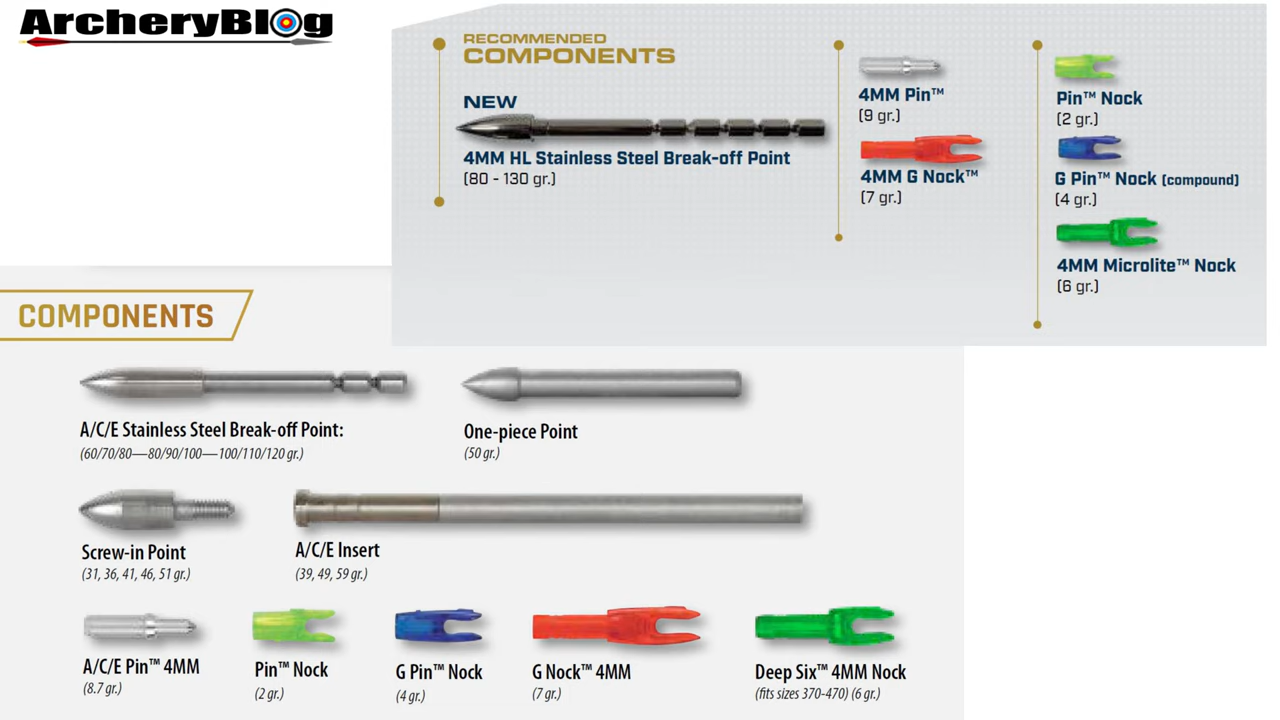 ArcheryBlog
RECOMMENDED
COMPONENTS
NEW
4MM HL Stainless Steel Break-off Point
(80 - 130 gr.)
4MM Pin™
(9 gr.)
4MM G Nock™
(7 gr.)
Pin™ Nock
(2 gr.)
G Pin™ Nock (compound)
(4 gr.)
4MM Microlite™ Nock
(6 gr.)
COMPONENTS
A/C/E Stainless Steel Break-off Point:
(60/70/80—80/90/100—100/110/120 gr.)
One-piece Point
(50 gr.)
Screw-in Point
(31, 36, 41, 46, 51 gr.)
A/C/E Insert
(39, 49, 59 gr.)
A/C/E Pin™ 4MM
(8.7 gr.)
Pin™ Nock
(2 gr.)
G Pin™ Nock
(4 gr.)
G Nock™ 4MM
(7 gr.)
Deep Six™ 4MM Nock
(fits sizes 370-470) (6 gr.)